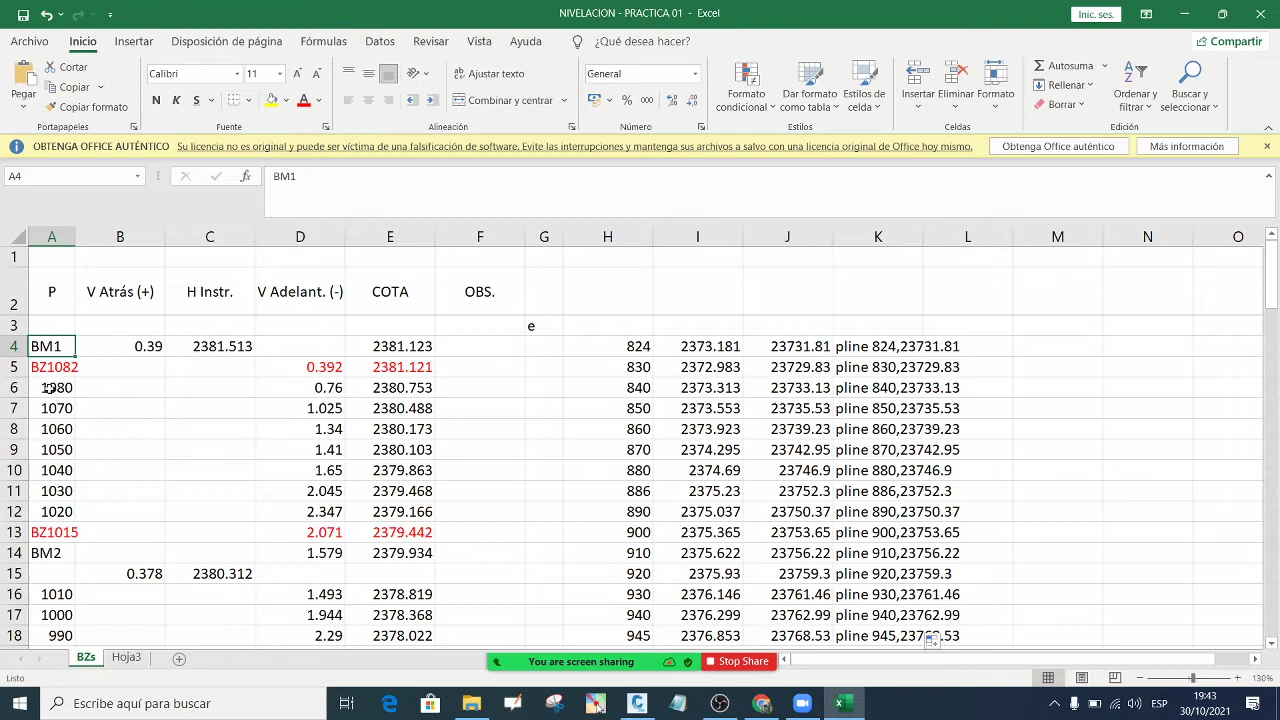 NIVELACION - PRACTICA 01 - Excel
Inic. ses.
Archivo Inicio Insertar Disposición de página Fórmulas Datos Revisar Vista Ayuda ¿Qué desea hacer? Compartir
Pegar
Cortar
Copiar
Copiar formato
Portapapeles
Calibri 11
N K S
Fuente
Ajustar texto
Combinar y centrar
Alineación
General
% 000
Número
Formato condicional
Dar formato como tabla
Estilos de celda
Estilos
Insertar Eliminar Formato
Celdas
Autosuma
Rellenar
Borrar
Ordenar y filtrar
Buscar y seleccionar
Edición
OBTENGA OFFICE AUTÉNTICO Su licencia no es original y puede ser víctima de una falsificación de software. Evite las interrupciones y mantenga sus archivos a salvo con una licencia original de Office hoy mismo. Obtenga Office auténtico Más información
A4 fx BM1
A B C D E F G H I J K L M N O
1
2 P V Atrás (+) H Instr. V Adelant. (-) COTA OBS.
3 e
4 BM1 0.39 2381.513 2381.123 824 2373.181 23731.81 pline 824,23731.81
5 BZ1082 0.392 2381.121 830 2372.983 23729.83 pline 830,23729.83
6 1080 0.76 2380.753 840 2373.313 23733.13 pline 840,23733.13
7 1070 1.025 2380.488 850 2373.553 23735.53 pline 850,23735.53
8 1060 1.34 2380.173 860 2373.923 23739.23 pline 860,23739.23
9 1050 1.41 2380.103 870 2374.295 23742.95 pline 870,23742.95
10 1040 1.65 2379.863 880 2374.69 23746.9 pline 880,23746.9
11 1030 2.045 2379.468 886 2375.23 23752.3 pline 886,23752.3
12 1020 2.347 2379.166 890 2375.037 23750.37 pline 890,23750.37
13 BZ1015 2.071 2379.442 900 2375.365 23753.65 pline 900,23753.65
14 BM2 1.579 2379.934 910 2375.622 23756.22 pline 910,23756.22
15 0.378 2380.312 920 2375.93 23759.3 pline 920,23759.3
16 1010 1.493 2378.819 930 2376.146 23761.46 pline 930,23761.46
17 1000 1.944 2378.368 940 2376.299 23762.99 pline 940,23762.99
18 990 2.29 2378.022 945 2376.853 23768.53 pline 945,237 .53
BZs Hoja3
You are screen sharing Stop Share
Listo 130%
Escribe aquí para buscar
ESP
19:43
30/10/2021